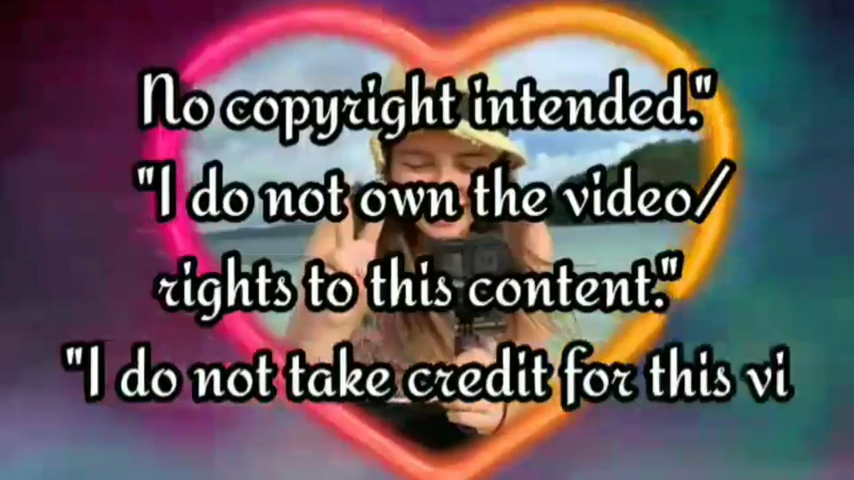 No copyright intended."
"I do not own the video/
rights to this content."
"I do not take credit for this vi